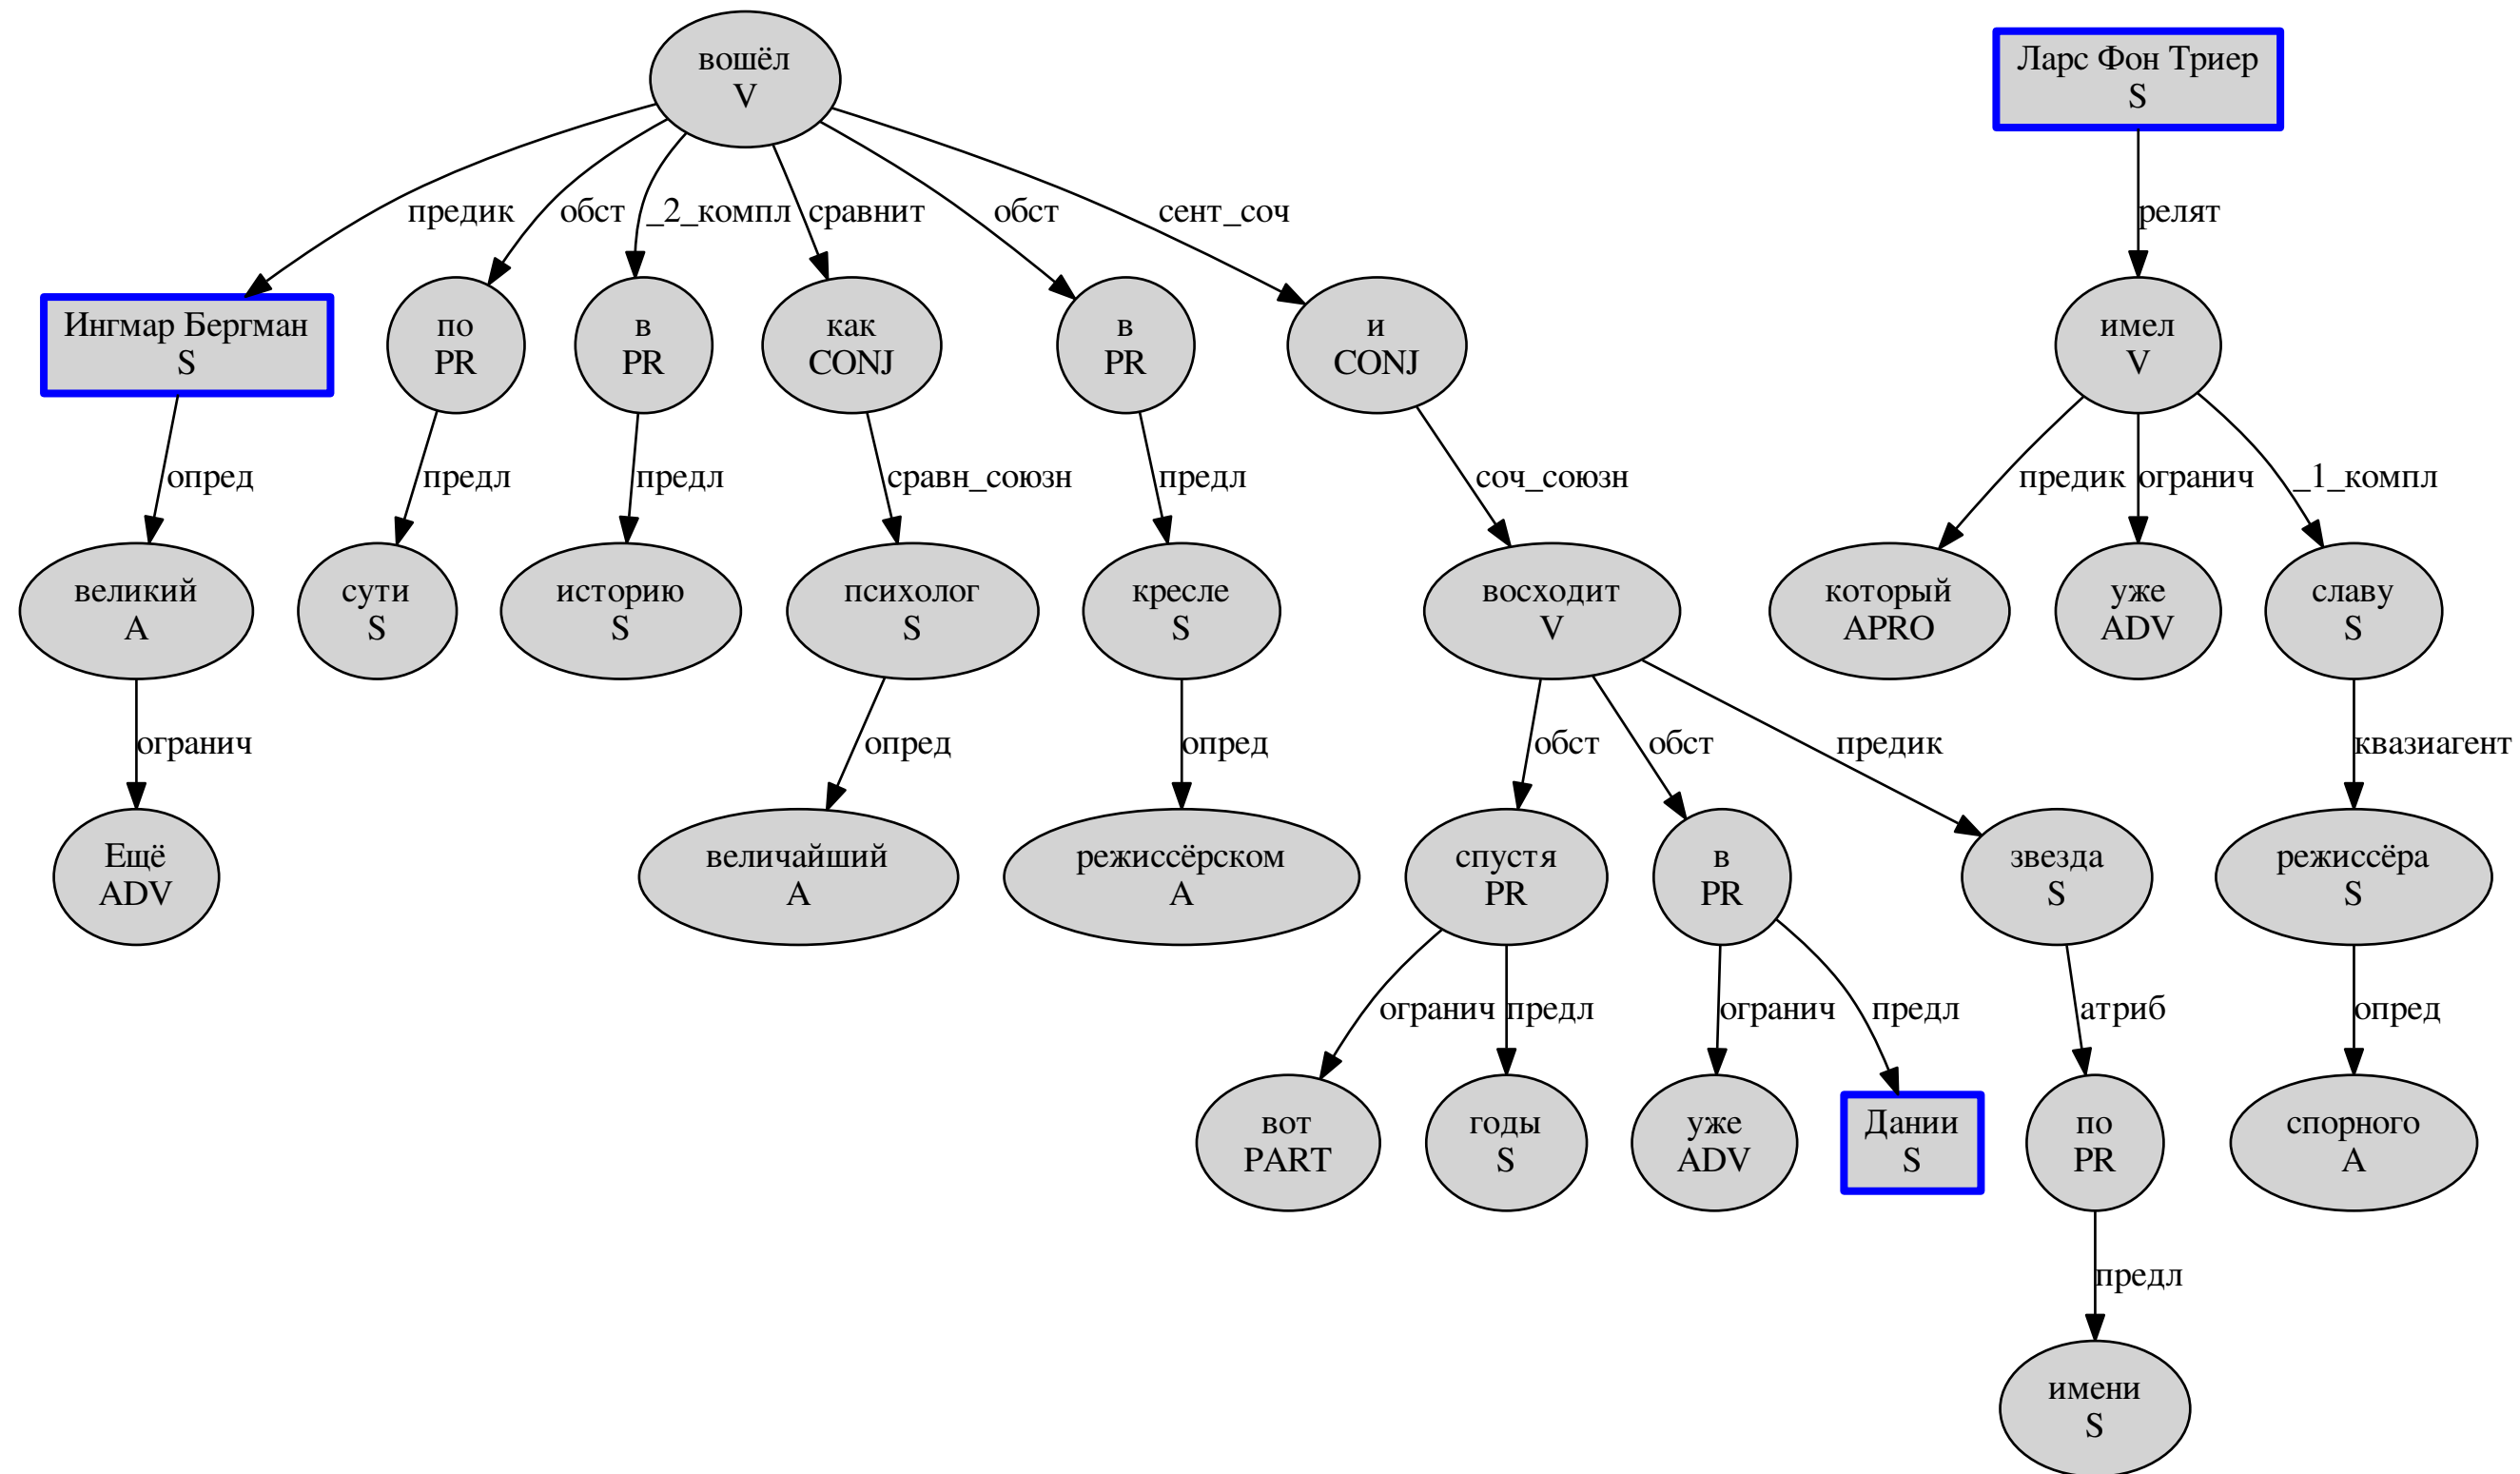 вошёл
V
Ларс Фон Триер
S
предик
обст
_2_компл
сравнит
обст
сент_соч
релят
Ингмар Бергман
S
по
PR
в
PR
как
CONJ
в
PR
и
CONJ
имел
V
опред
предл
предл
сравн_союзн
предл
соч_союзн
предик
огранич
_1_компл
великий
A
сути
S
историю
S
психолог
S
кресле
S
восходит
V
который
APRO
уже
ADV
славу
S
огранич
опред
опред
обст
обст
предик
квазиагент
Ещё
ADV
величайший
A
режиссёрском
A
спустя
PR
в
PR
звезда
S
режиссёра
S
огранич
предл
огранич
предл
атриб
опред
вот
PART
годы
S
уже
ADV
Дании
S
по
PR
спорного
A
предл
имени
S